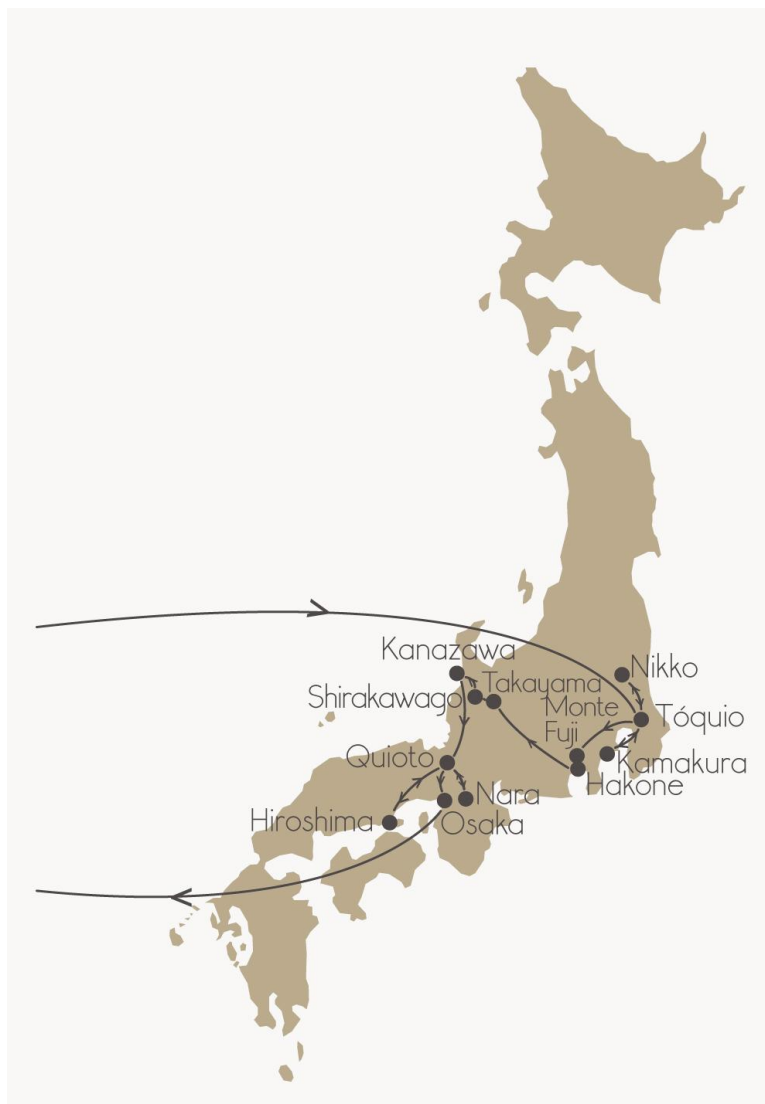 Kanazawa
Nikko
Shirakawago
Takayama
Monte
Fuji
Tóquio
Quioto
Kamakura
Hakone
Nara
Hiroshima
Osaka